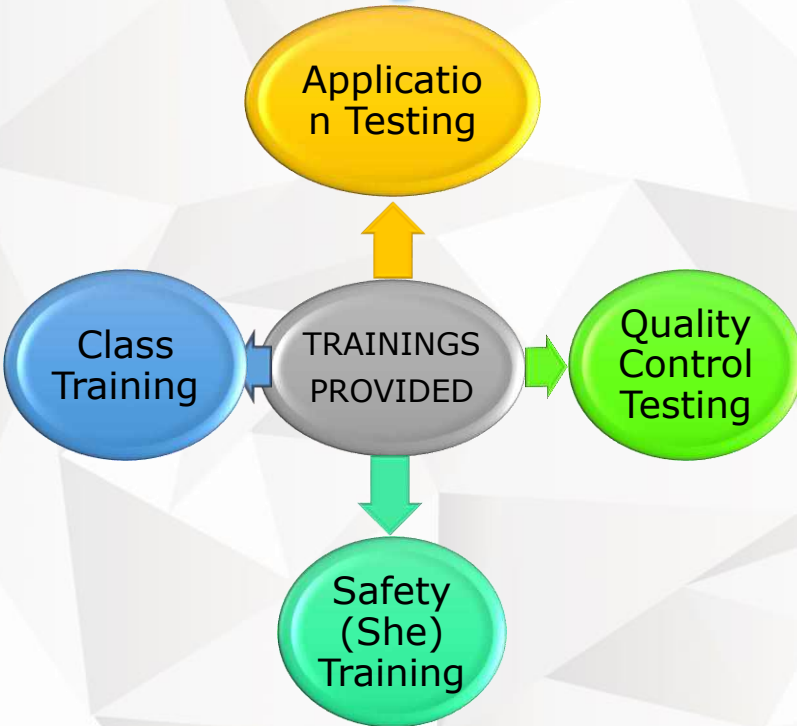 Applicatio
n Testing
Class
Training
TRAININGS
PROVIDED
Quality
Control
Testing
Safety
(She)
Training